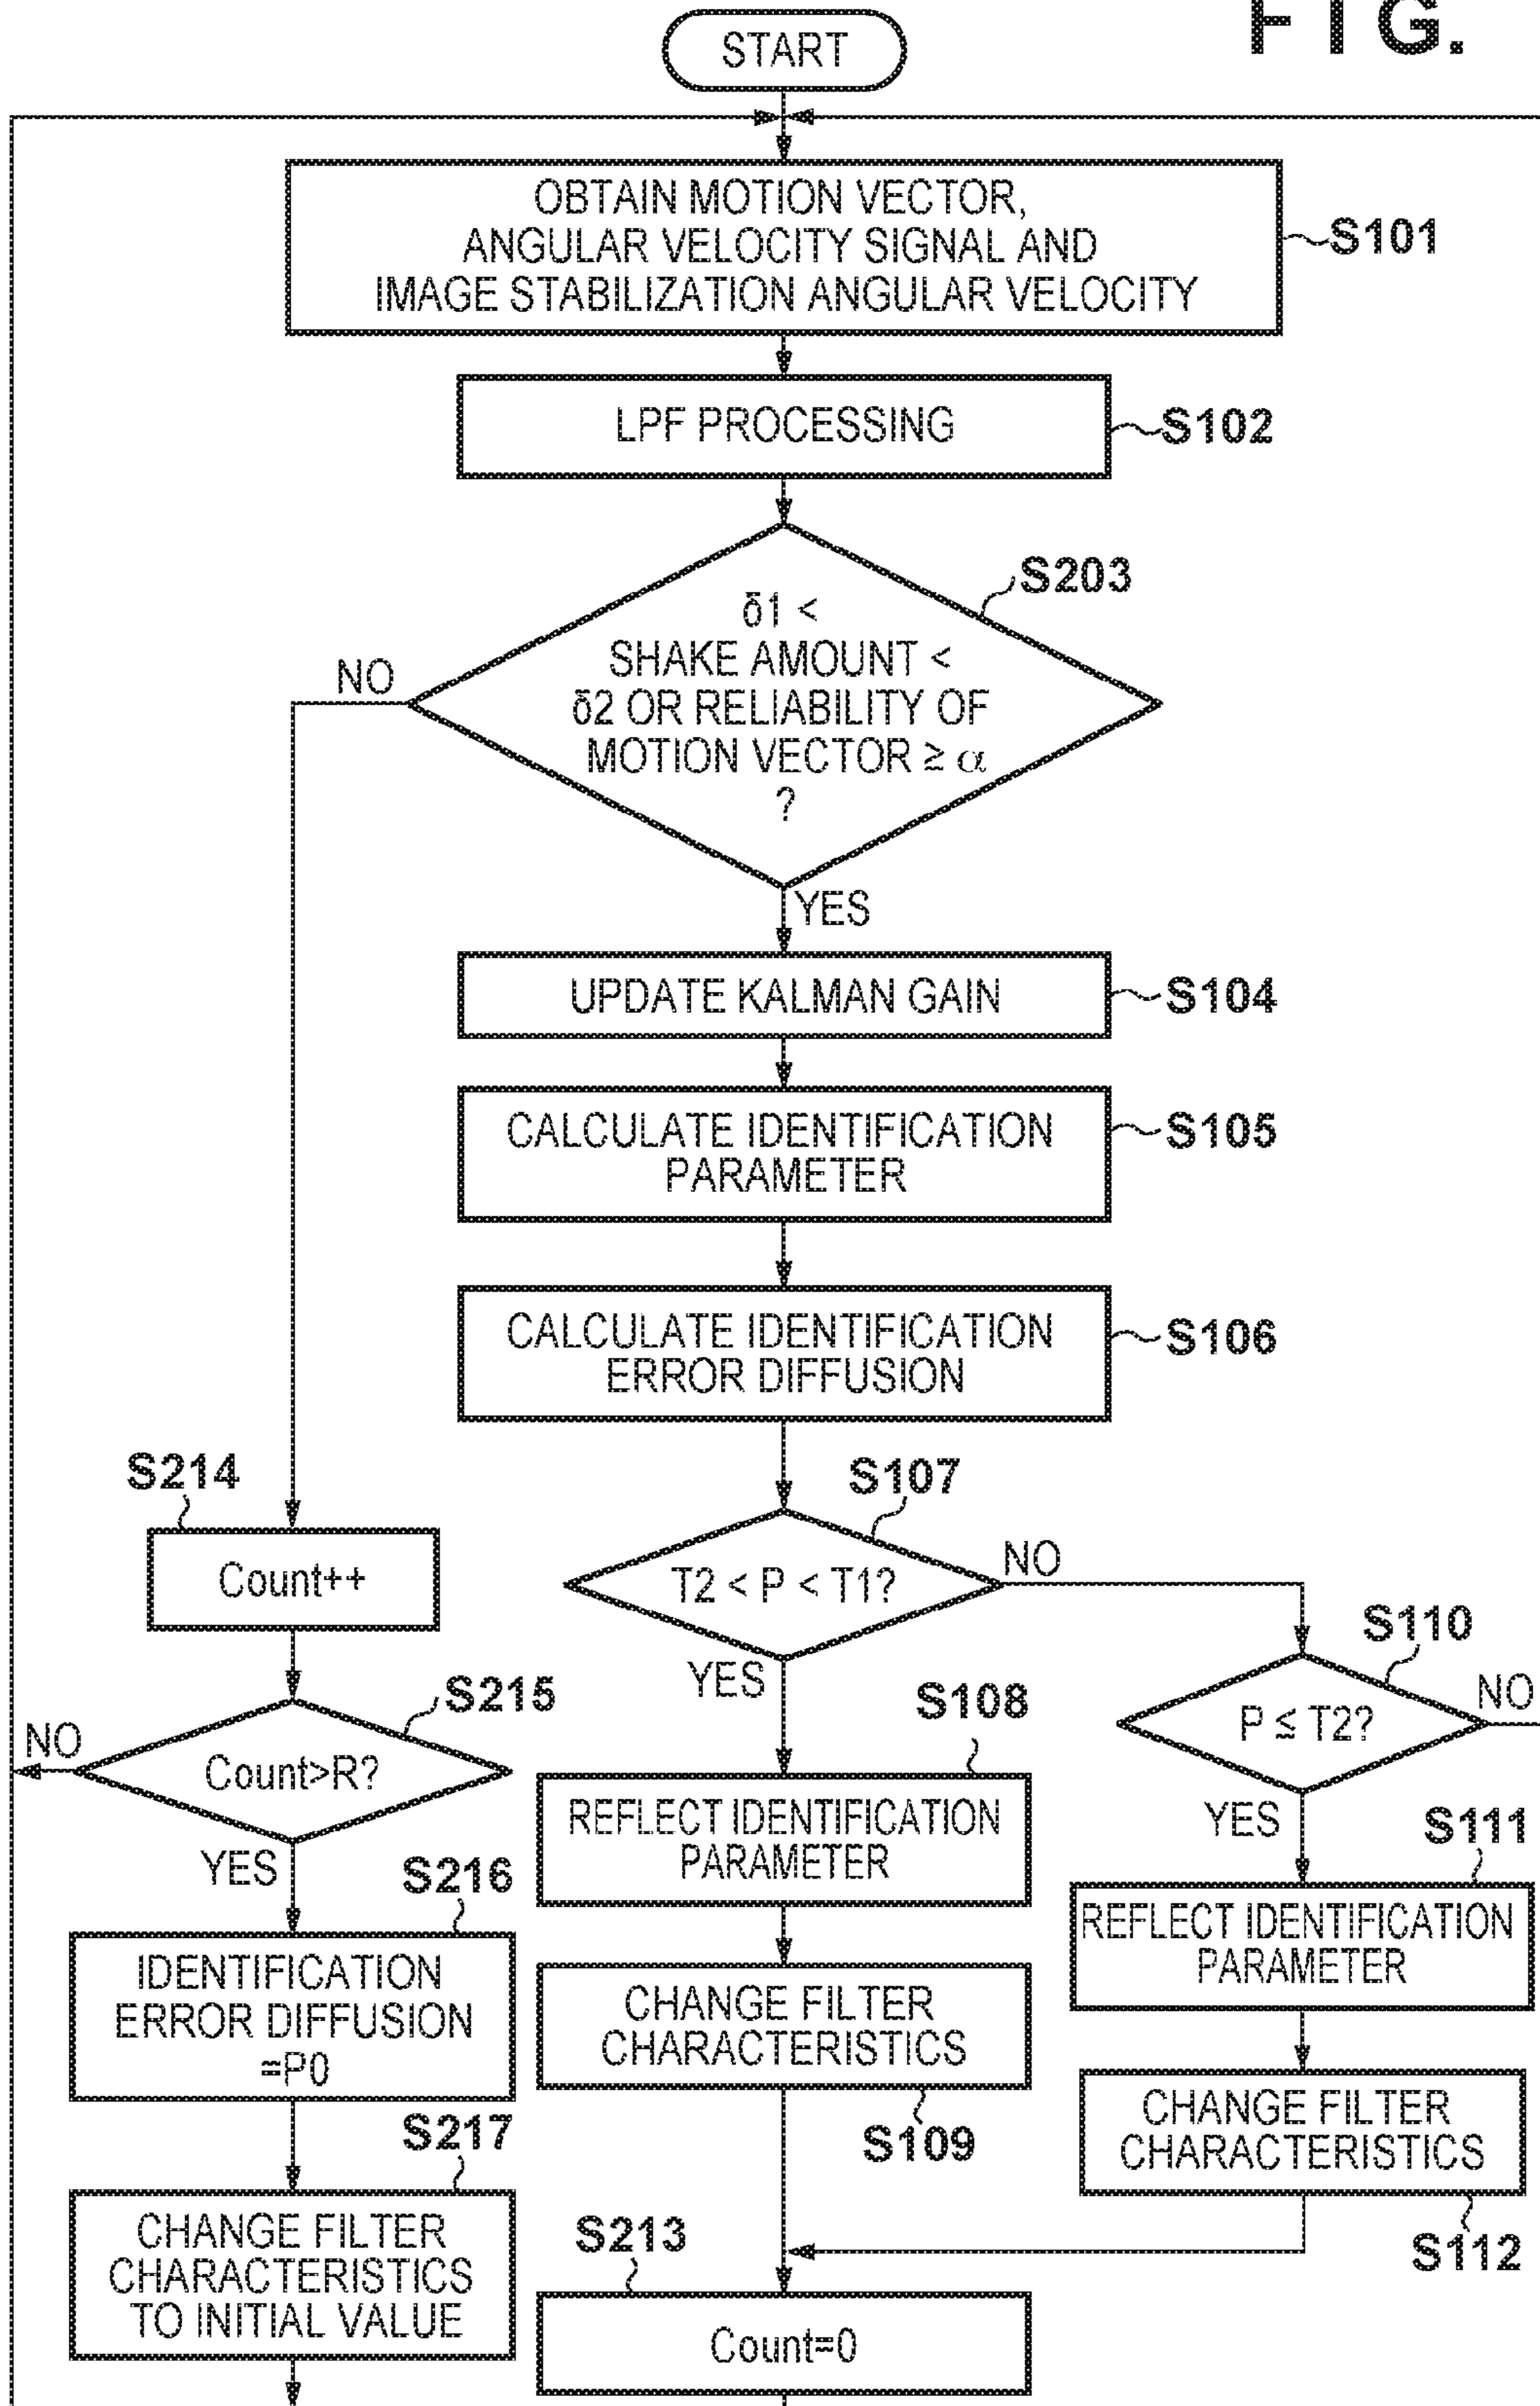 FIG.
START
OBTAIN MOTION VECTOR,
ANGULAR VELOCITY SIGNAL AND
IMAGE STABILIZATION ANGULAR VELOCITY
S101
LPF PROCESSING
S102
S203
δ1 <
SHAKE AMOUNT <
δ2 OR RELIABILITY OF
MOTION VECTOR ≧ α
?
NO
YES
UPDATE KALMAN GAIN
S104
CALCULATE IDENTIFICATION
PARAMETER
S105
CALCULATE IDENTIFICATION
ERROR DIFFUSION
S106
S214
Count++
S107
T2 < P < T1?
NO
YES
S110
P ≦ T2?
NO
YES
S215
Count>R?
NO
YES
S108
REFLECT IDENTIFICATION
PARAMETER
S111
REFLECT IDENTIFICATION
PARAMETER
S216
IDENTIFICATION
ERROR DIFFUSION
=P0
CHANGE FILTER
CHARACTERISTICS
S109
CHANGE FILTER
CHARACTERISTICS
S112
S217
CHANGE FILTER
CHARACTERISTICS
TO INITIAL VALUE
S213
Count=0